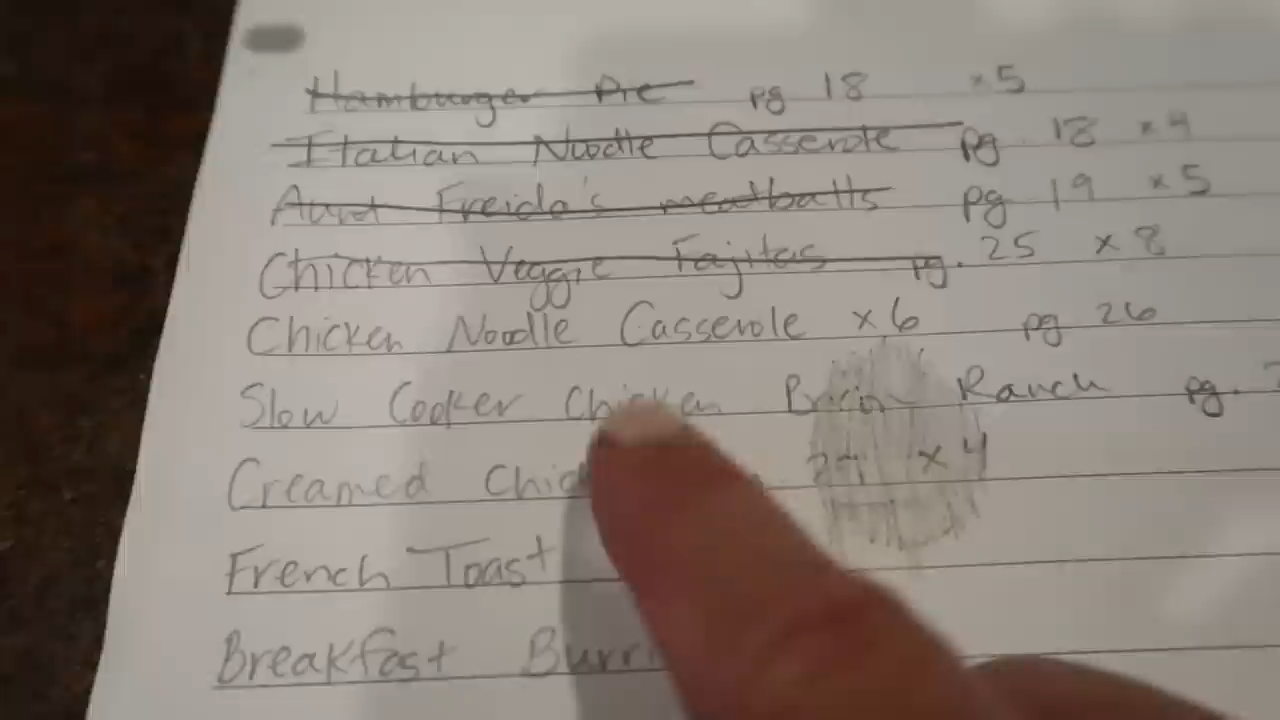 Hamburger Pie pg 18 x5
Italian Noodle Casserole pg. 18 x4
Aunt Freida's meatballs pg 19 x5
Chicken Veggie Fajitas pg. 25 x8
Chicken Noodle Casserole x6 pg 26
Slow Cooker Chicken Bacon Ranch pg.
Creamed x4
French Toast
Breakfast